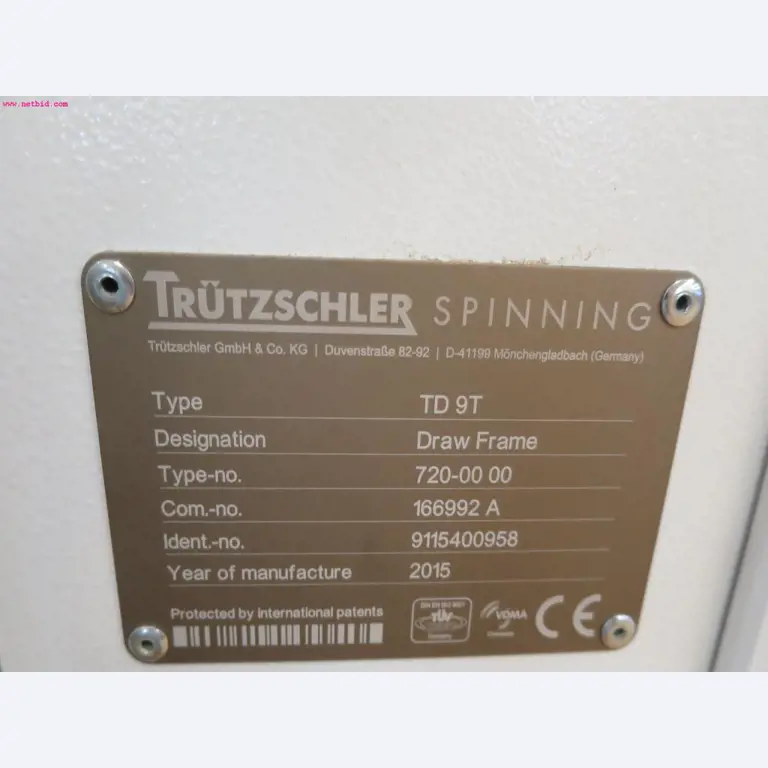 www.netbid.com
TRÜTZSCHLER SPINNING
Trützschler GmbH & Co. KG | Duvenstraße 82-92 | D-41199 Mönchengladbach (Germany)
Type TD 9T
Designation Draw Frame
Type-no. 720-00 00
Com.-no. 166992 A
Ident.-no. 9115400958
Year of manufacture 2015
Protected by international patents
TÜV
VDMA
CE